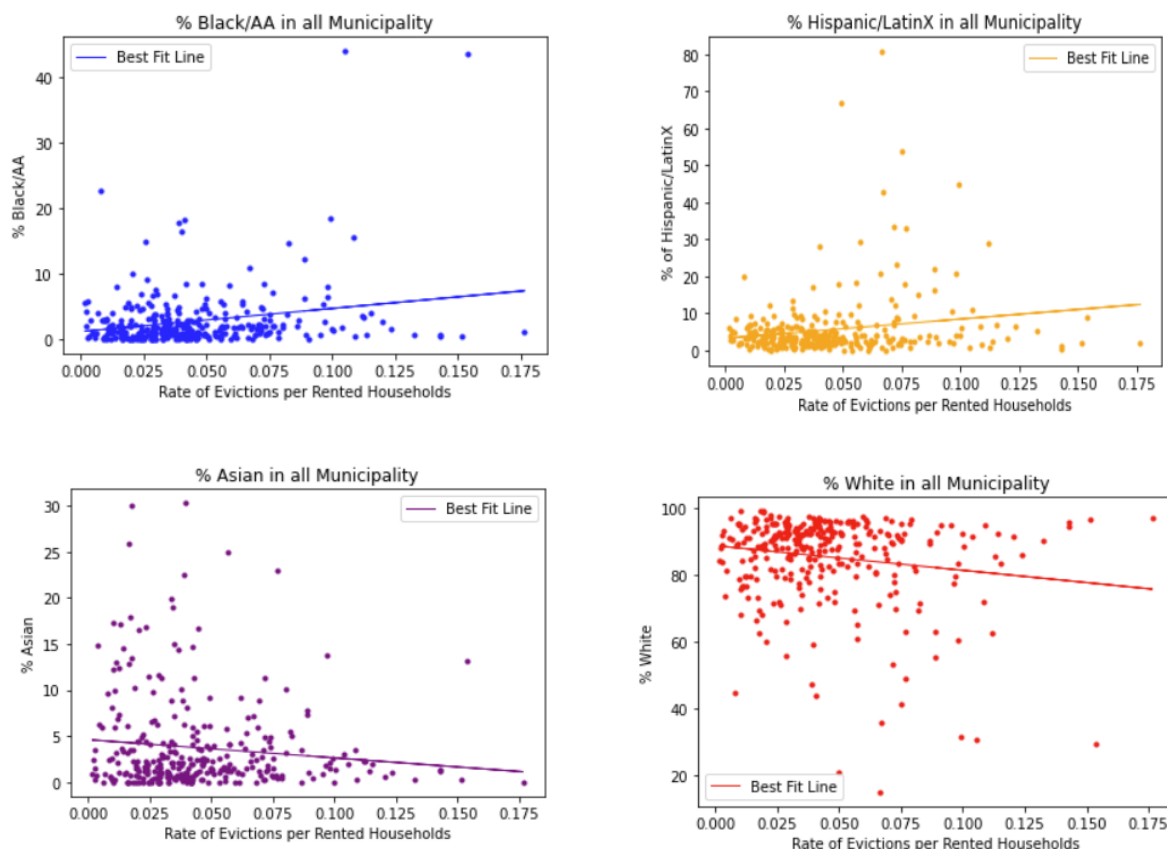 % Black/AA in all Municipality
Best Fit Line
% Black/AA
40
30
20
10
0
0.000 0.025 0.050 0.075 0.100 0.125 0.150 0.175
Rate of Evictions per Rented Households
% Hispanic/LatinX in all Municipality
Best Fit Line
% of Hispanic/LatinX
80
70
60
50
40
30
20
10
0
0.000 0.025 0.050 0.075 0.100 0.125 0.150 0.175
Rate of Evictions per Rented Households
% Asian in all Municipality
Best Fit Line
% Asian
30
25
20
15
10
5
0
0.000 0.025 0.050 0.075 0.100 0.125 0.150 0.175
Rate of Evictions per Rented Households
% White in all Municipality
% White
100
80
60
40
20
Best Fit Line
0.000 0.025 0.050 0.075 0.100 0.125 0.150 0.175
Rate of Evictions per Rented Households